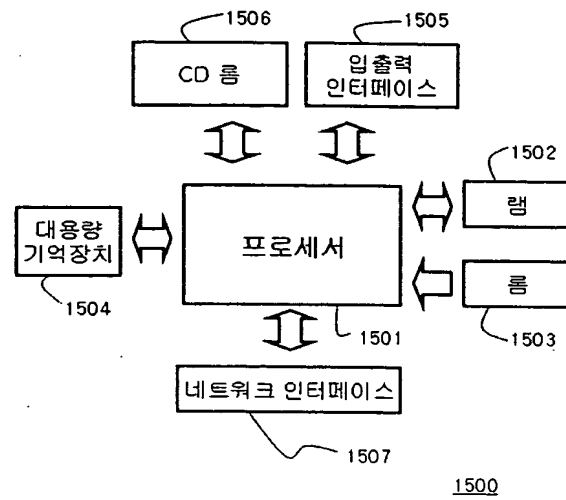 1506
1505
CD 롬
입출력
인터페이스
1502
램
대용량
기억장치
프로세서
롬
1504
1501
1503
네트워크 인터페이스
1507
1500